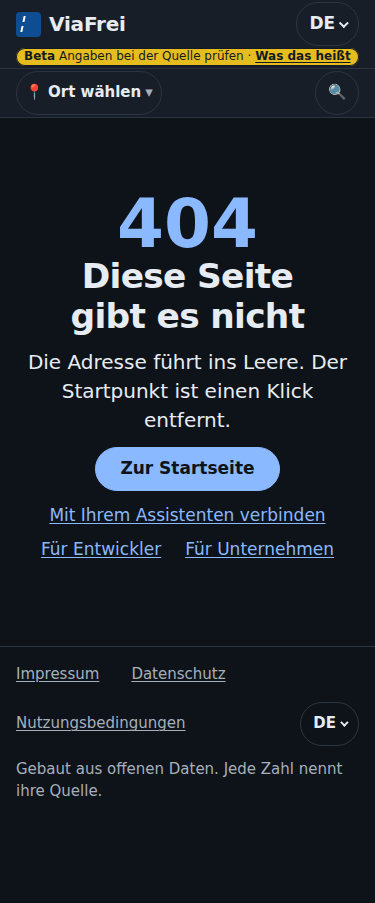 ViaFrei
DE
Beta Angaben bei der Quelle prüfen · Was das heißt
Ort wählen
404
Diese Seite
gibt es nicht
Die Adresse führt ins Leere. Der
Startpunkt ist einen Klick
entfernt.
Zur Startseite
Mit Ihrem Assistenten verbinden
Für Entwickler Für Unternehmen
Impressum Datenschutz
Nutzungsbedingungen
DE
Gebaut aus offenen Daten. Jede Zahl nennt
ihre Quelle.